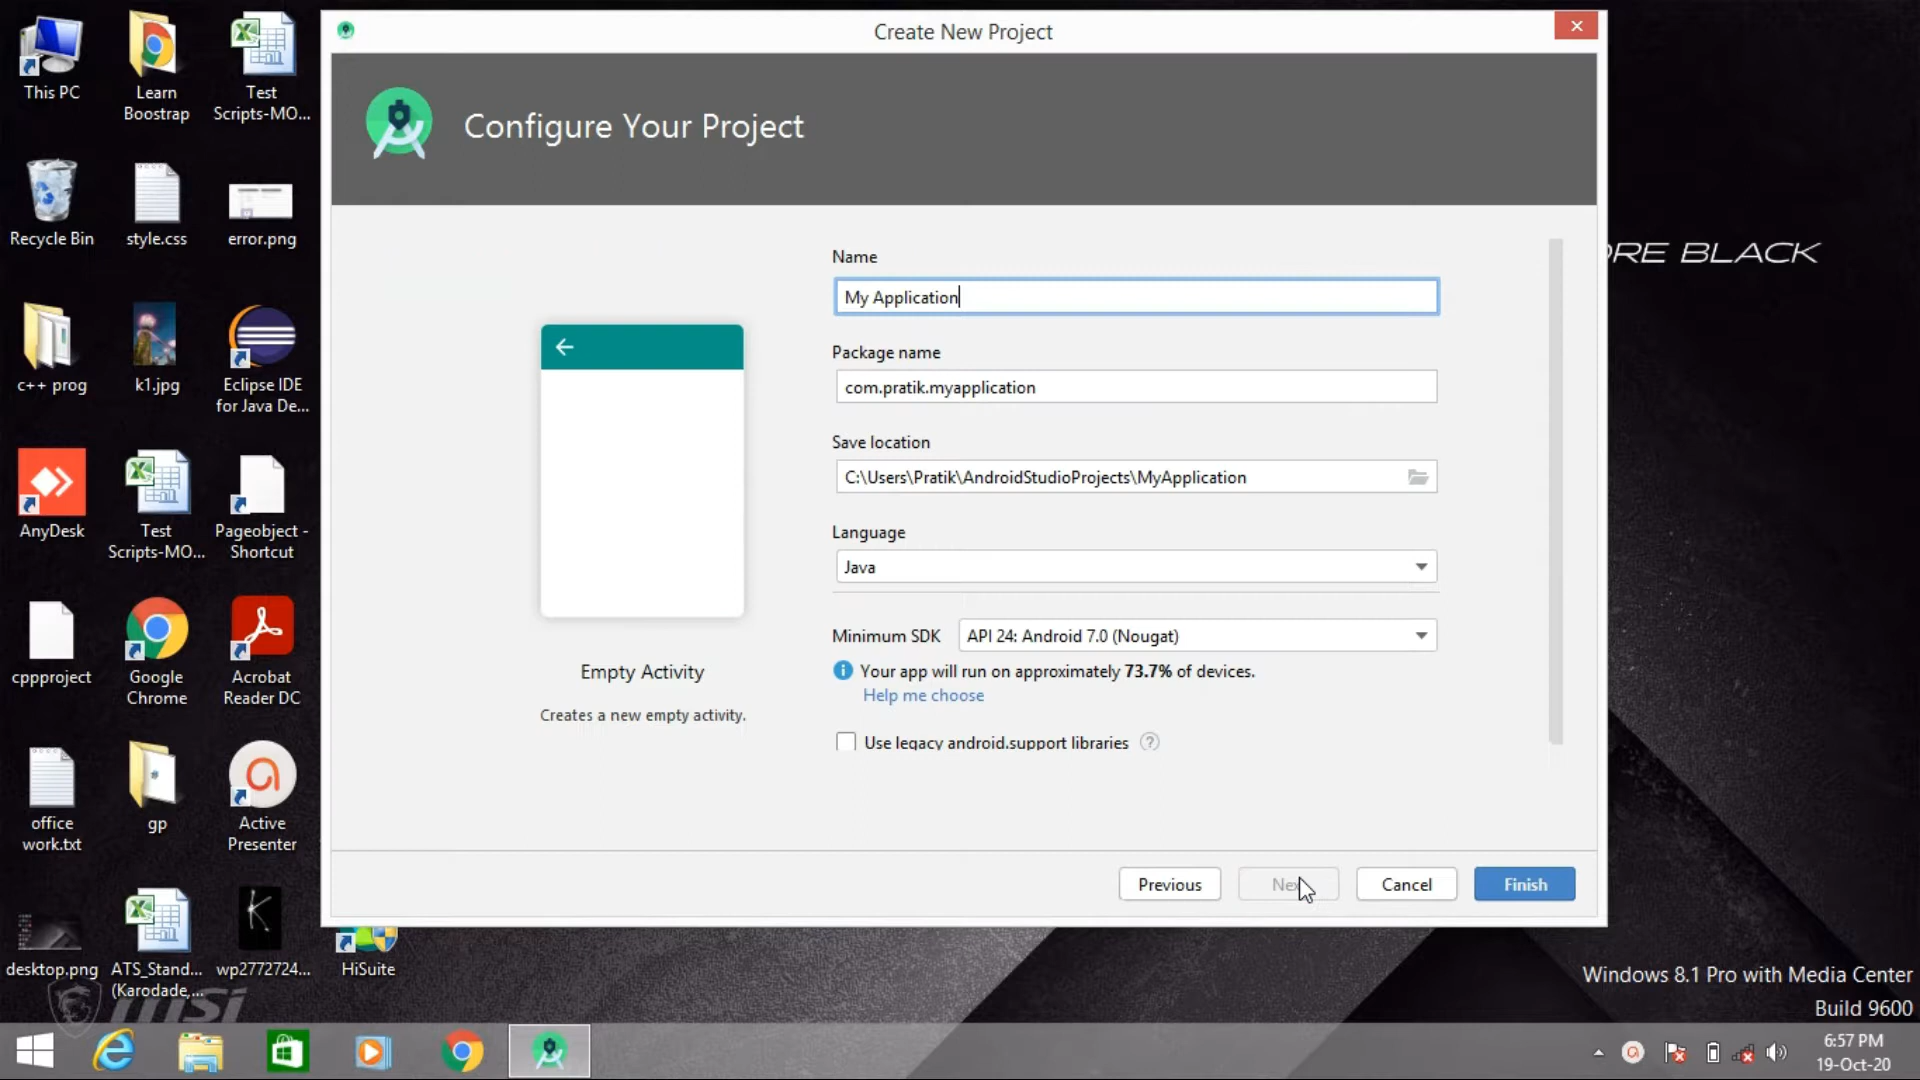 Create New Project
This PC
Learn
Boostrap
Test
Scripts-MO...
Configure Your Project
Recycle Bin
style.css
error.png
ORE BLACK
Name
My Application
c++ prog
k1.jpg
Eclipse IDE
for Java De...
Package name
com.pratik.myapplication
Save location
C:\Users\Pratik\AndroidStudioProjects\MyApplication
AnyDesk
Test
Scripts-MO...
Pageobject -
Shortcut
Language
Java
Minimum SDK
API 24: Android 7.0 (Nougat)
Your app will run on approximately 73.7% of devices.
Help me choose
cppproject
Google
Chrome
Acrobat
Reader DC
Empty Activity
Creates a new empty activity.
Use legacy android.support libraries
office
work.txt
gp
Active
Presenter
Previous
Next
Cancel
Finish
desktop.png
ATS_Stand...
(Karodade,...
wp2772724...
HiSuite
msi
Windows 8.1 Pro with Media Center
Build 9600
6:57 PM
19-Oct-20